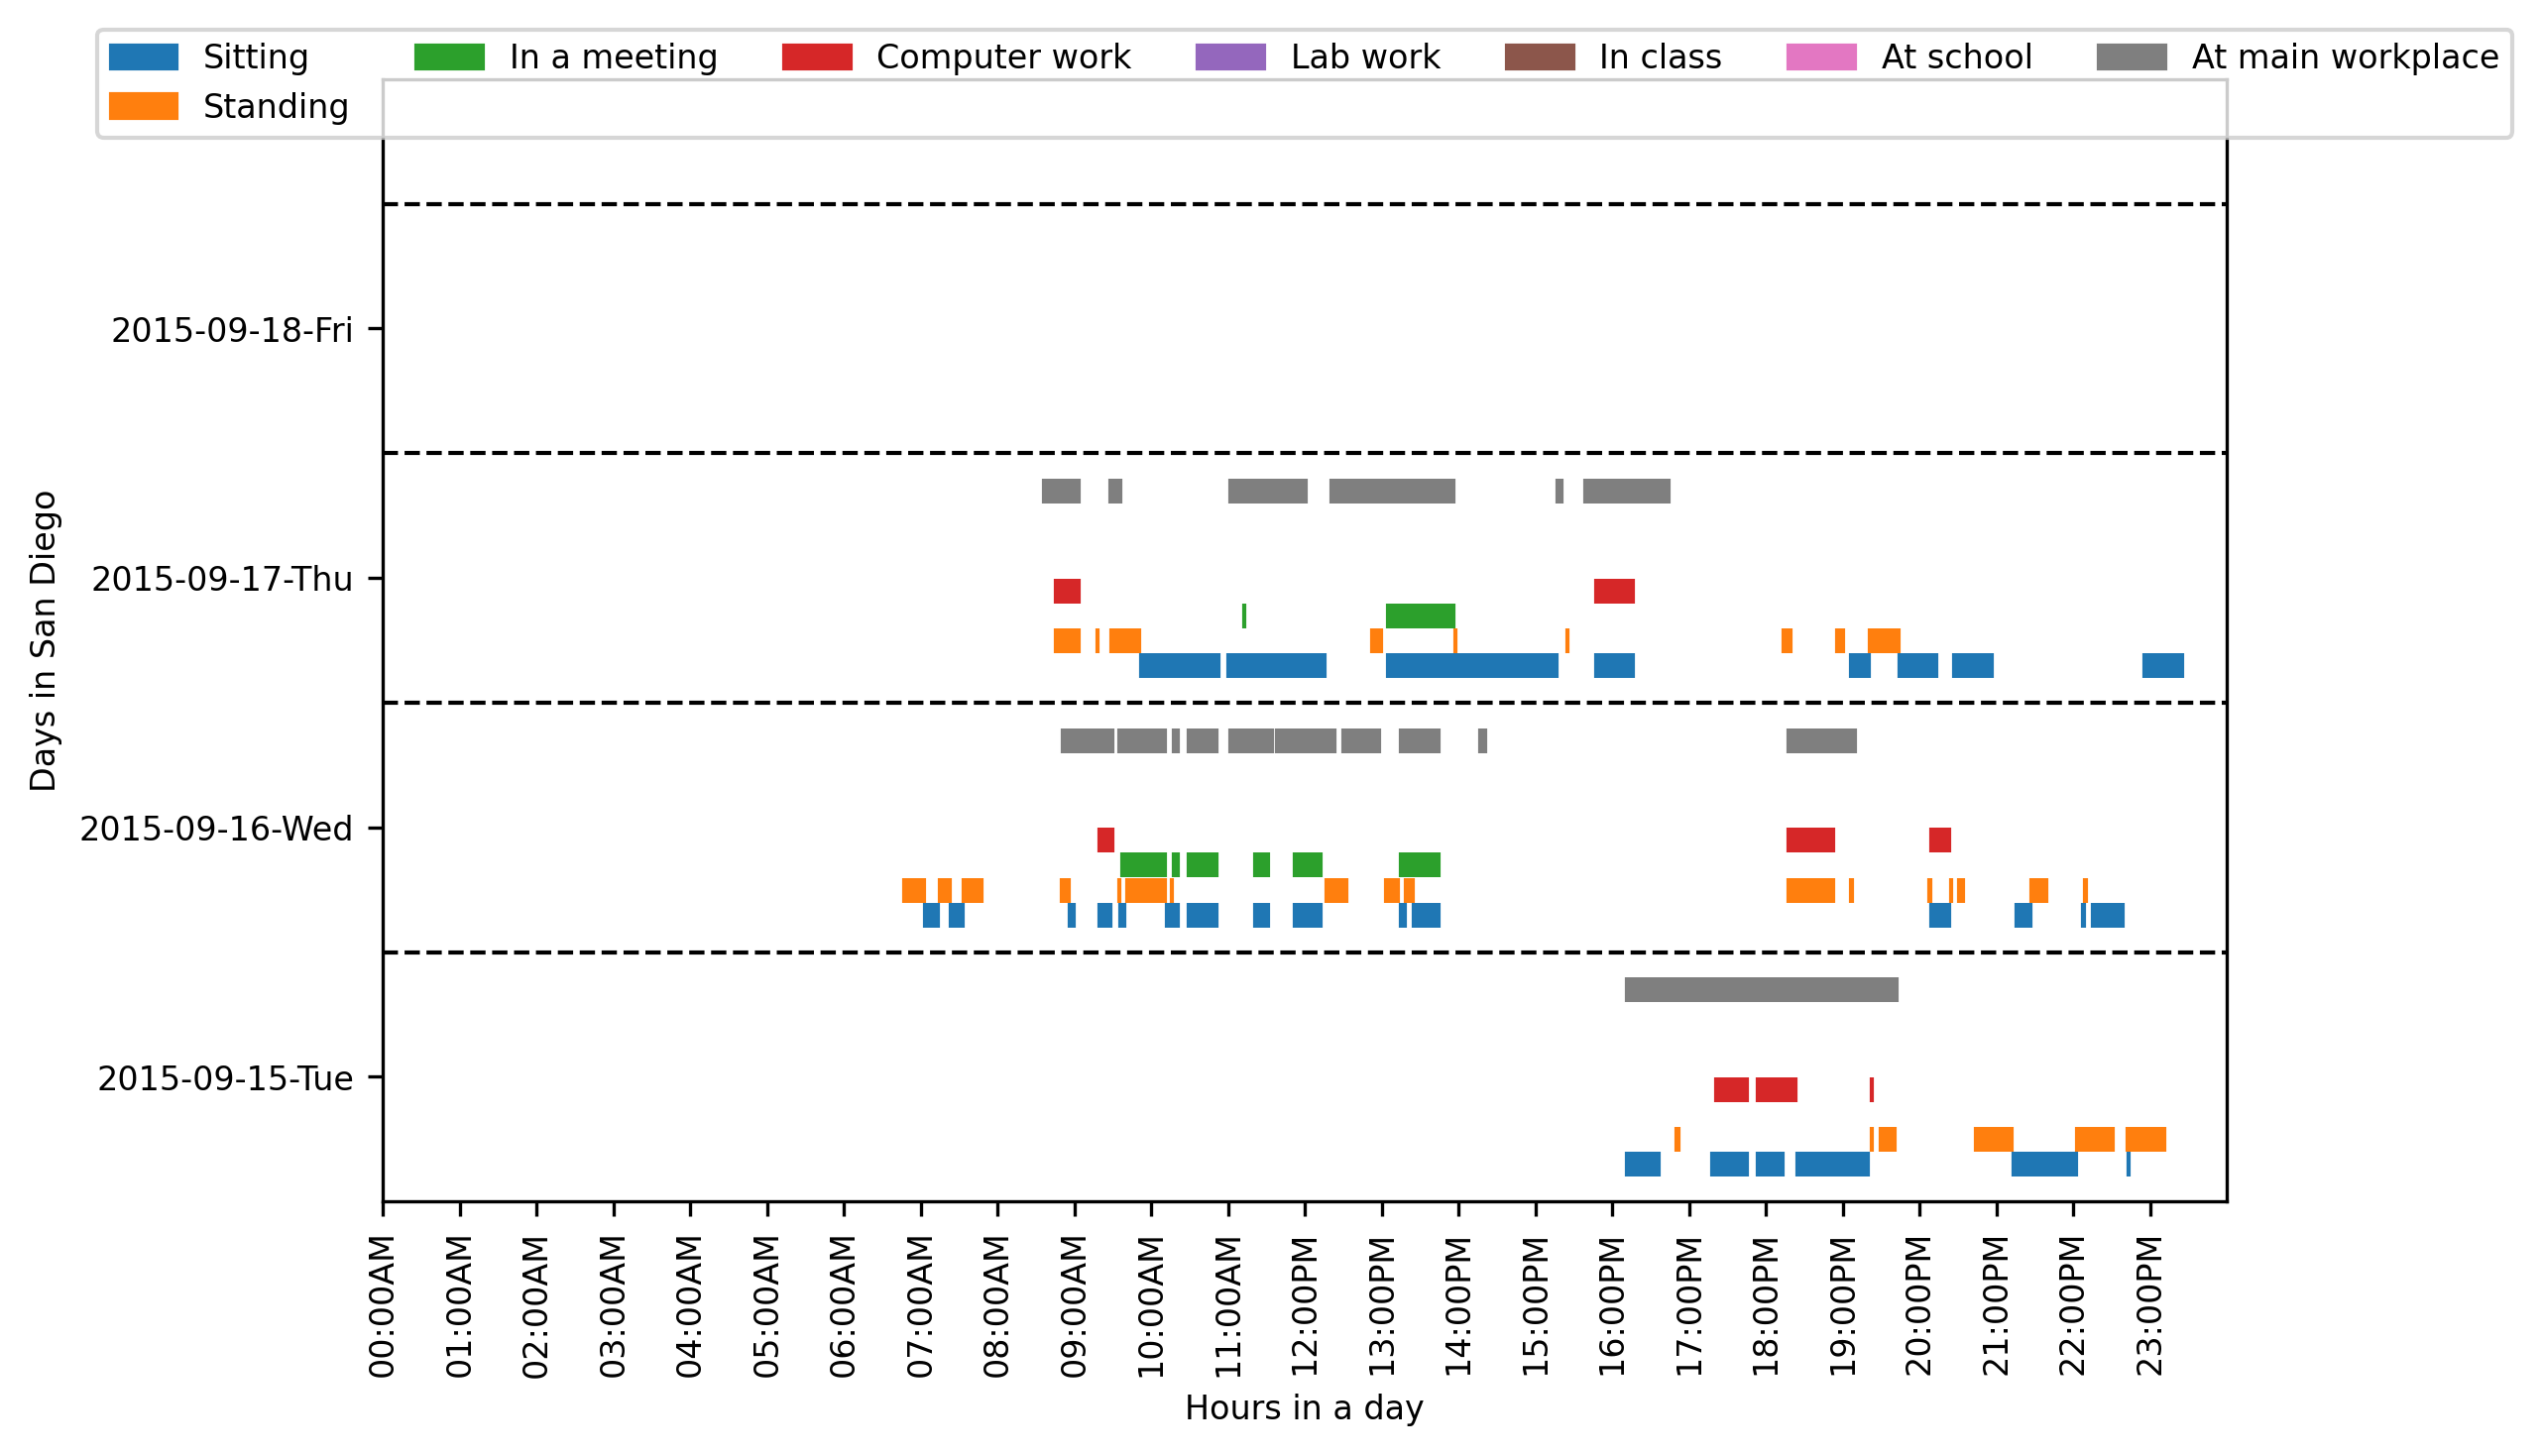 Sitting In a meeting Computer work Lab work In class At school At main workplace
Standing
Days in San Diego
2015-09-18-Fri
2015-09-17-Thu
2015-09-16-Wed
2015-09-15-Tue
00:00AM 01:00AM 02:00AM 03:00AM 04:00AM 05:00AM 06:00AM 07:00AM 08:00AM 09:00AM 10:00AM 11:00AM 12:00PM 13:00PM 14:00PM 15:00PM 16:00PM 17:00PM 18:00PM 19:00PM 20:00PM 21:00PM 22:00PM 23:00PM
Hours in a day